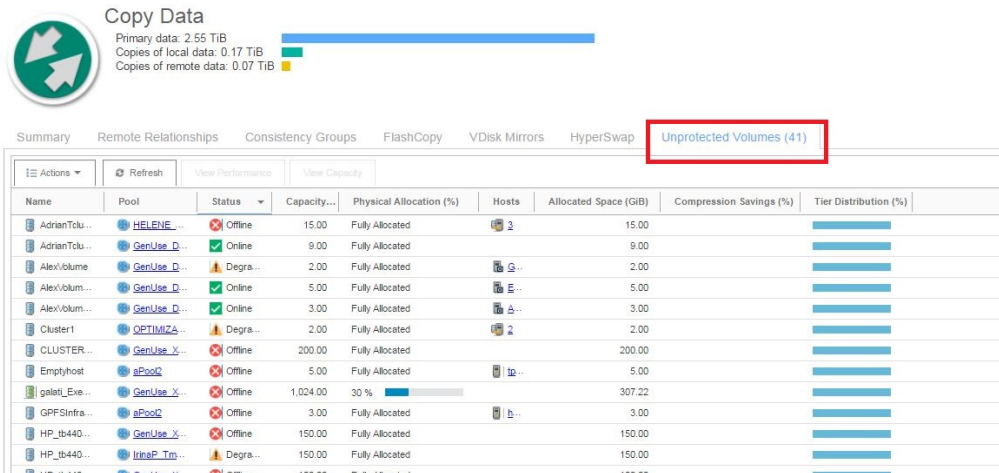 Copy Data
Primary data: 2.55 TiB
Copies of local data: 0.17 TiB
Copies of remote data: 0.07 TiB
Summary Remote Relationships Consistency Groups FlashCopy VDisk Mirrors HyperSwap Unprotected Volumes (41)
Actions Refresh View Performance View Capacity
Name Pool Status Capacity... Physical Allocation (%) Hosts Allocated Space (GiB) Compression Savings (%) Tier Distribution (%)
AdrianTclu... HELENE_... Offline 15.00 Fully Allocated 3 15.00
AdrianTclu... GenUse_D... Online 9.00 Fully Allocated 9.00
AlexVolume GenUse_D... Degra... 2.00 Fully Allocated G... 2.00
AlexVolum... GenUse_D... Online 5.00 Fully Allocated E... 5.00
AlexVolum... GenUse_D... Online 3.00 Fully Allocated A... 3.00
Cluster1 OPTIMIZA... Degra... 2.00 Fully Allocated 2 2.00
CLUSTER... GenUse_X... Offline 200.00 Fully Allocated 200.00
Emptyhost aPool2 Offline 5.00 Fully Allocated tp... 5.00
galati_Exe... GenUse_X... Offline 1,024.00 30 % 307.22
GPFSInfra... aPool2 Offline 3.00 Fully Allocated h... 3.00
HP_tb440... GenUse_X... Offline 150.00 Fully Allocated 150.00
HP_tb440... IrinaP_Tm... Degra... 150.00 Fully Allocated 150.00